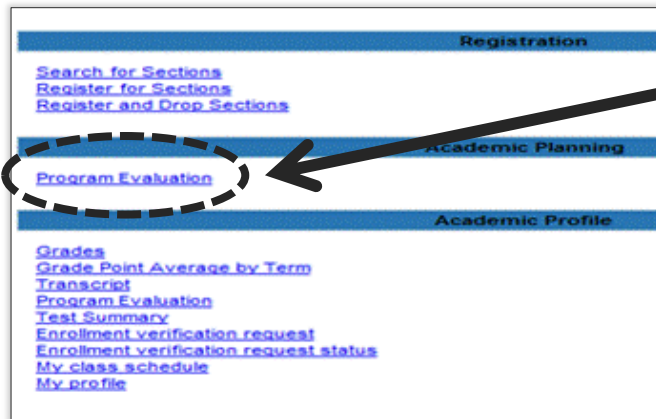 Registration
Search for Sections
Register for Sections
Register and Drop Sections
Academic Planning
Program Evaluation
Academic Profile
Grades
Grade Point Average by Term
Transcript
Program Evaluation
Test Summary
Enrollment verification request
Enrollment verification request status
My class schedule
My profile